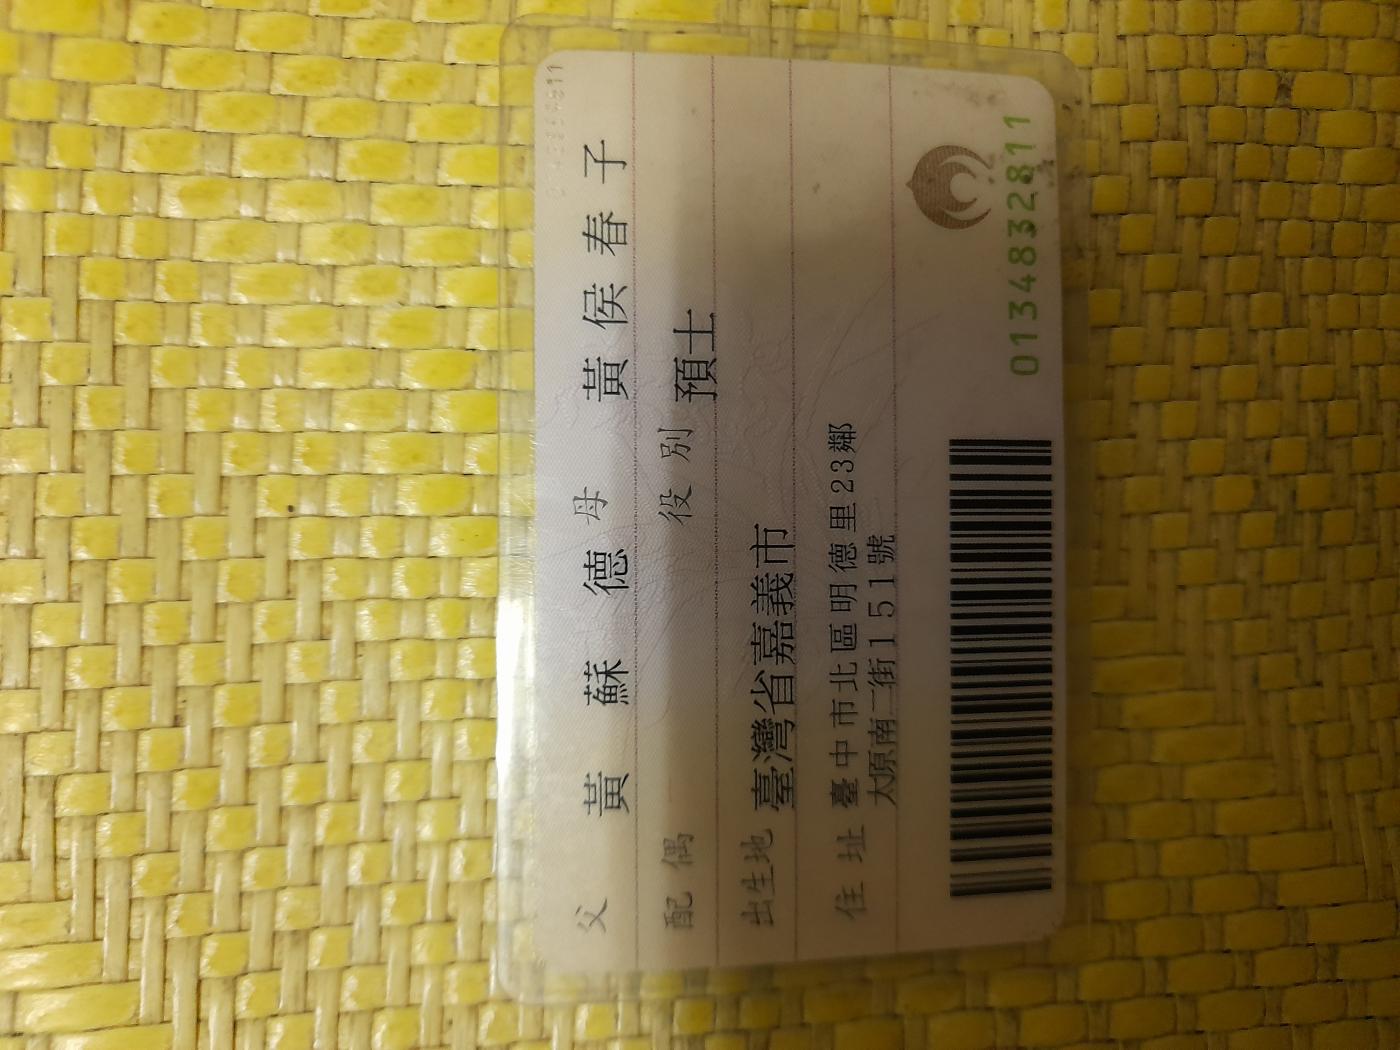 父 黃蘇德 母 黃侯春子
配偶 役別 預士
出生地 臺灣省嘉義市
住址 臺中市北區明德里23鄰
太原南二街151號
0134832811